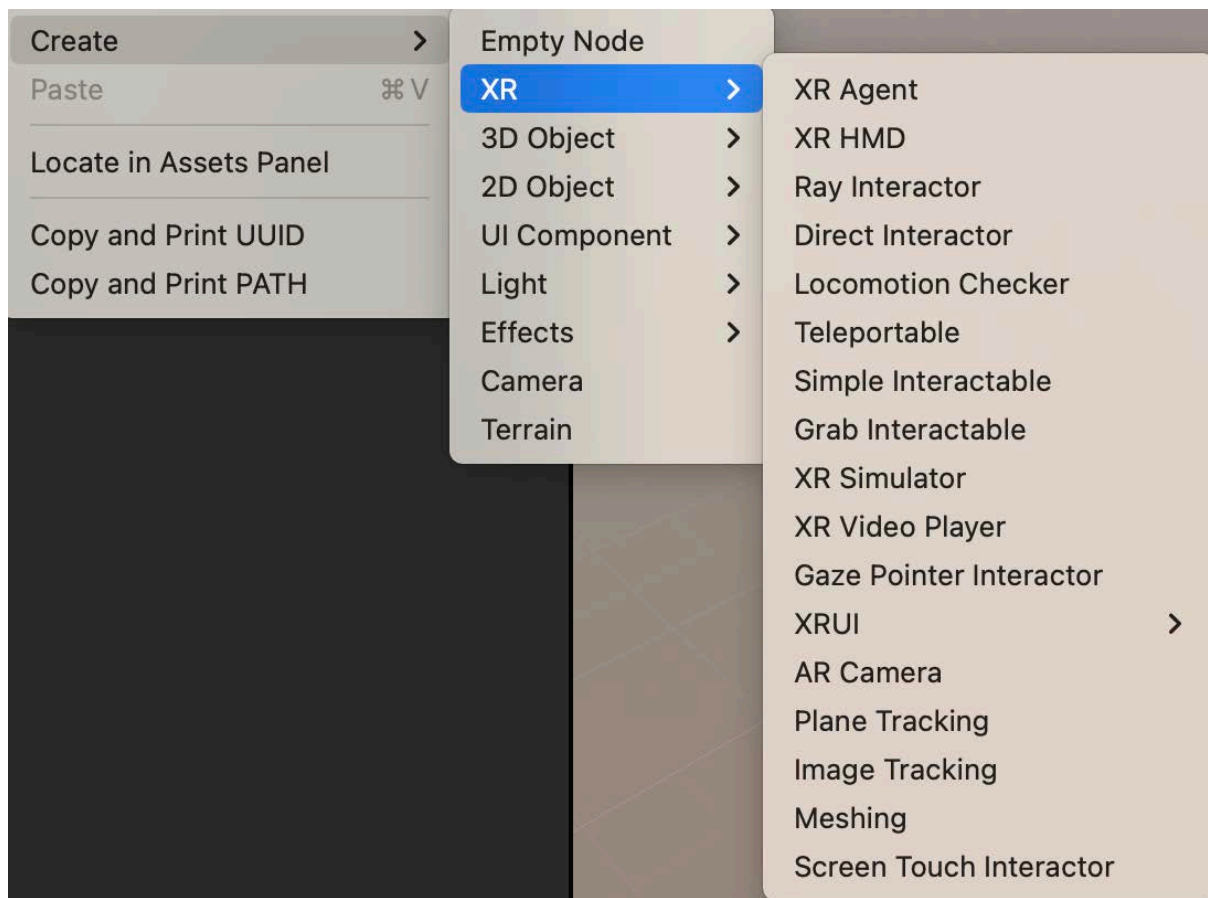 Create
Paste ⌘ V
Locate in Assets Panel
Copy and Print UUID
Copy and Print PATH
Empty Node
XR
3D Object
2D Object
UI Component
Light
Effects
Camera
Terrain
XR Agent
XR HMD
Ray Interactor
Direct Interactor
Locomotion Checker
Teleportable
Simple Interactable
Grab Interactable
XR Simulator
XR Video Player
Gaze Pointer Interactor
XRUI
AR Camera
Plane Tracking
Image Tracking
Meshing
Screen Touch Interactor